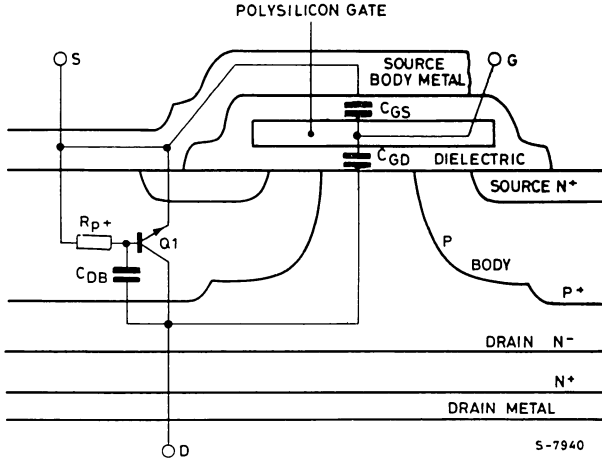 POLYSILICON GATE
S
G
SOURCE
BODY METAL
CGS
CGD
DIELECTRIC
SOURCE N+
Rp+
Q1
P
BODY
CDB
P+
DRAIN N-
N+
DRAIN METAL
D
S-7940